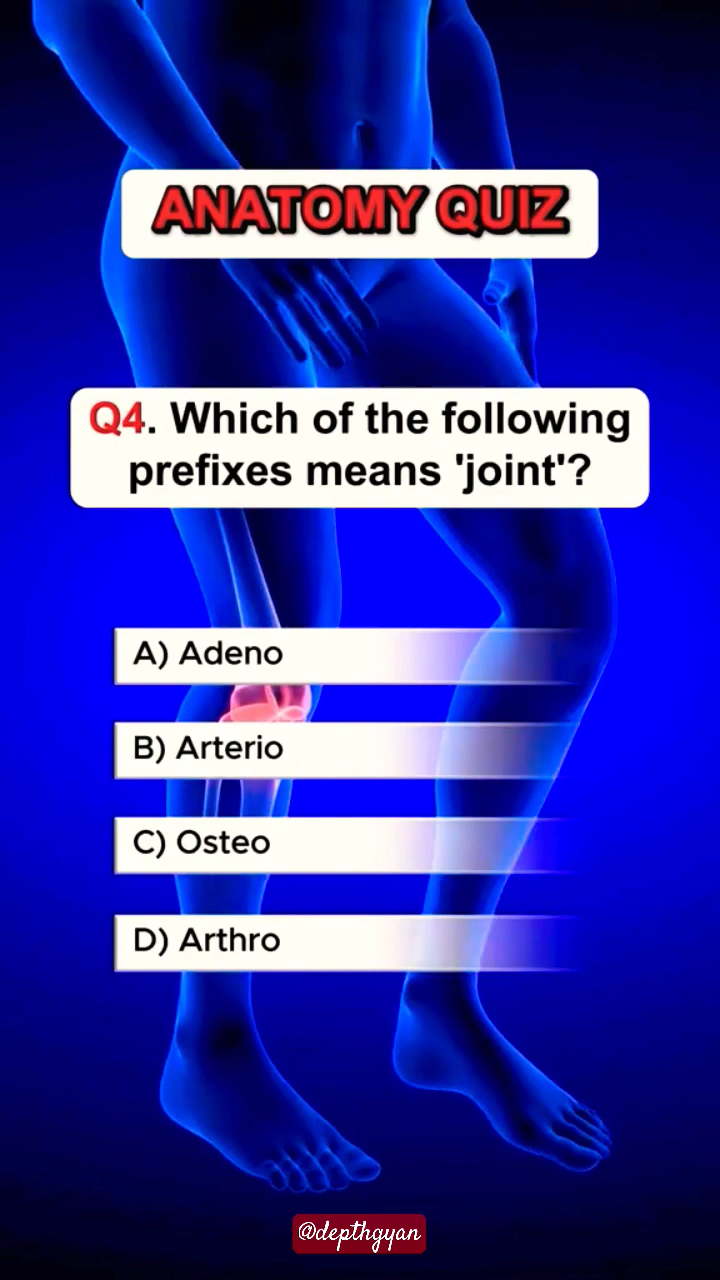 ANATOMY QUIZ
Q4. Which of the following
prefixes means 'joint'?
A) Adeno
B) Arterio
C) Osteo
D) Arthro
@depthgyan